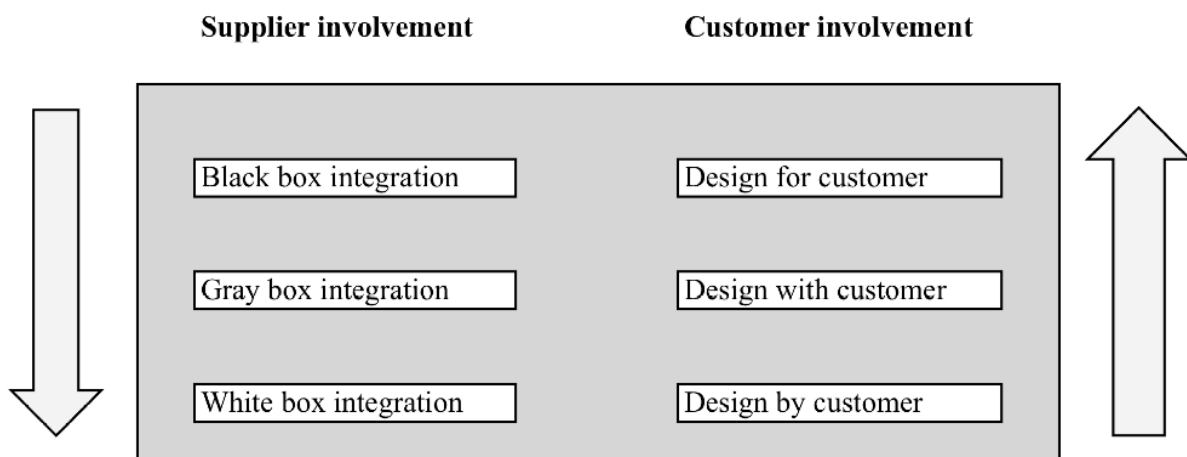 Supplier involvement
Customer involvement
Black box integration
Design for customer
Gray box integration
Design with customer
White box integration
Design by customer